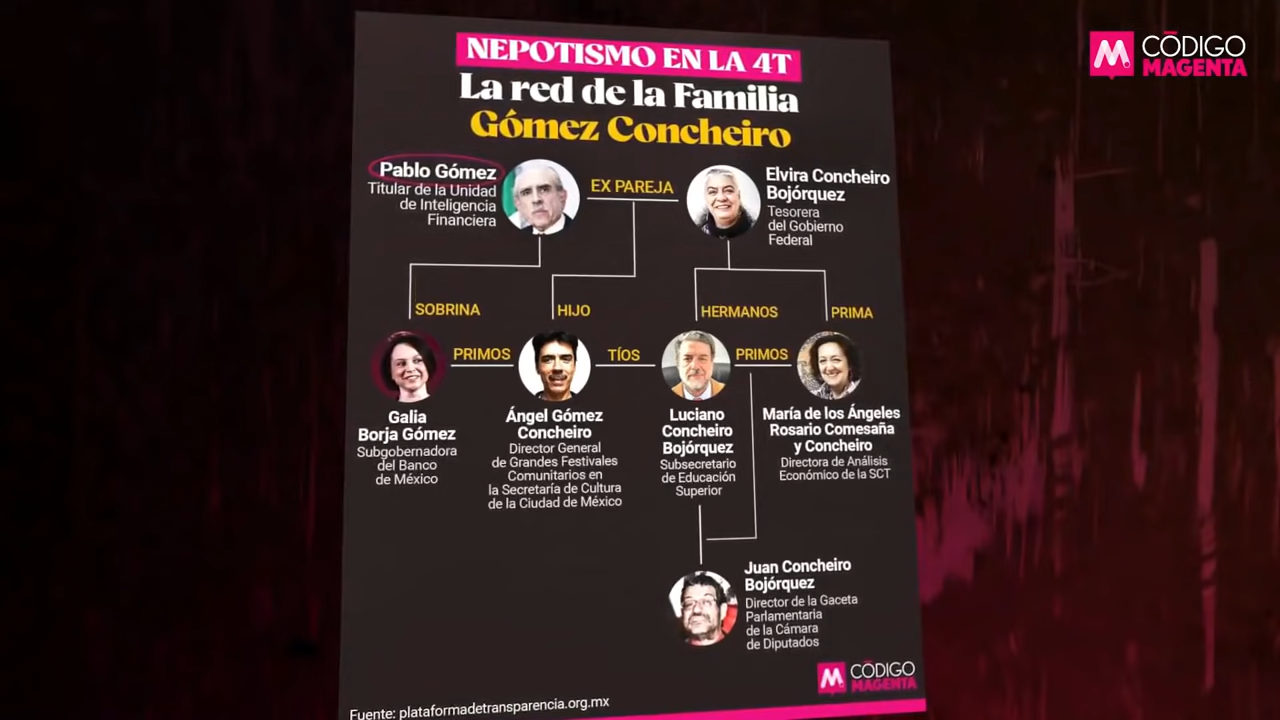 CÓDIGO
MAGENTA
NEPOTISMO EN LA 4T
La red de la Familia
Gómez Concheiro
Pablo Gómez
Titular de la Unidad
de Inteligencia
Financiera
EX PAREJA
Elvira Concheiro
Bojórquez
Tesorera
del Gobierno
Federal
SOBRINA
HIJO
HERMANOS
PRIMA
PRIMOS
TÍOS
PRIMOS
Galia
Borja Gómez
Subgobernadora
del Banco
de México
Ángel Gómez
Concheiro
Director General
de Grandes Festivales
Comunitarios en
la Secretaría de Cultura
de la Ciudad de México
Luciano
Concheiro
Bojórquez
Subsecretario
de Educación
Superior
María de los Ángeles
Rosario Comesaña
y Concheiro
Directora de Análisis
Económico de la SCT
Juan Concheiro
Bojórquez
Director de la Gaceta
Parlamentaria
de la Cámara
de Diputados
CÓDIGO
MAGENTA
Fuente: plataformadetransparencia.org.mx